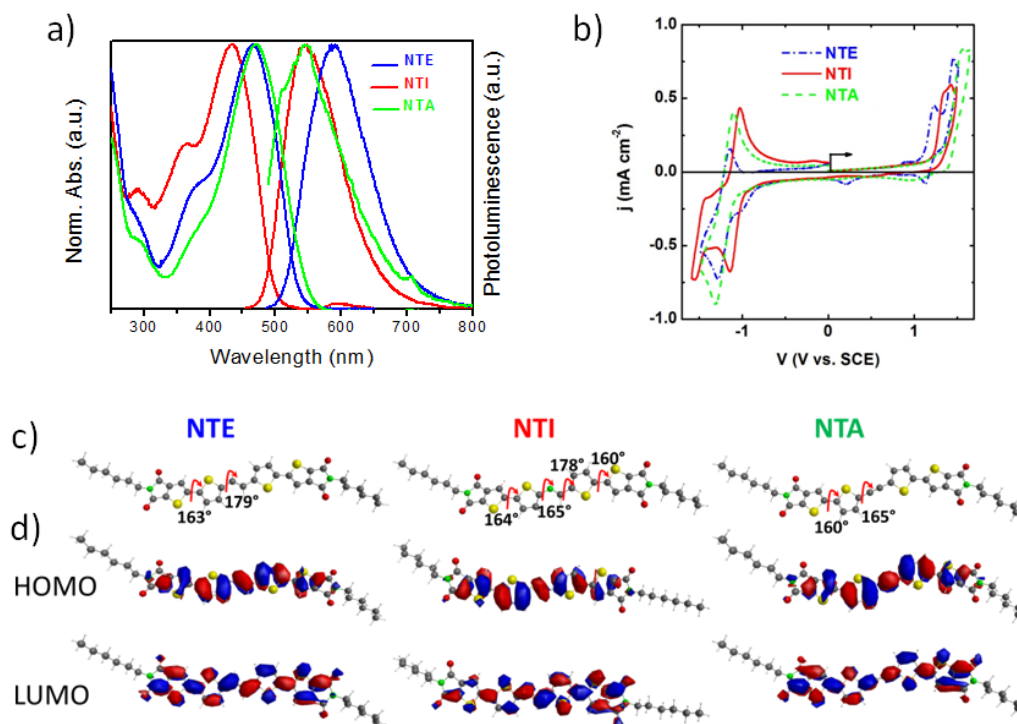 a)
Norm. Abs. (a.u.)
Photoluminescence (a.u.)
NTE
NTI
NTA
300 400 500 600 700 800
Wavelength (nm)
b)
j (mA cm-2)
1.0
0.5
0.0
-0.5
-1.0
NTE
NTI
NTA
-1 0 1
V (V vs. SCE)
c)
NTE NTI NTA
163° 179°
164° 165° 178° 160°
160° 165°
d)
HOMO
LUMO